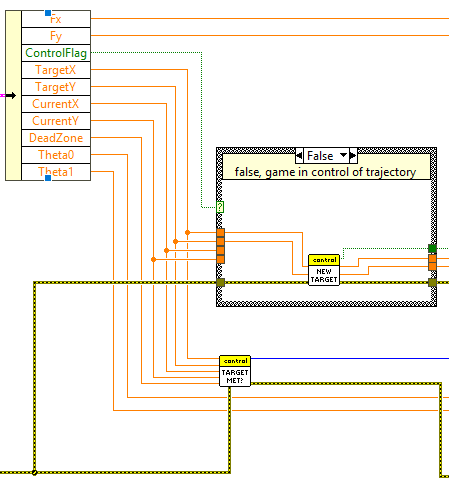 Fx
Fy
ControlFlag
TargetX
TargetY
CurrentX
CurrentY
DeadZone
Theta0
Theta1
False
false, game in control of trajectory
?
control
NEW
TARGET
control
TARGET
MET?